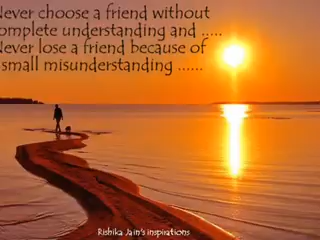 Never choose a friend without
complete understanding and .....
Never lose a friend because of
small misunderstanding ......
Rishika Jain's inspirations